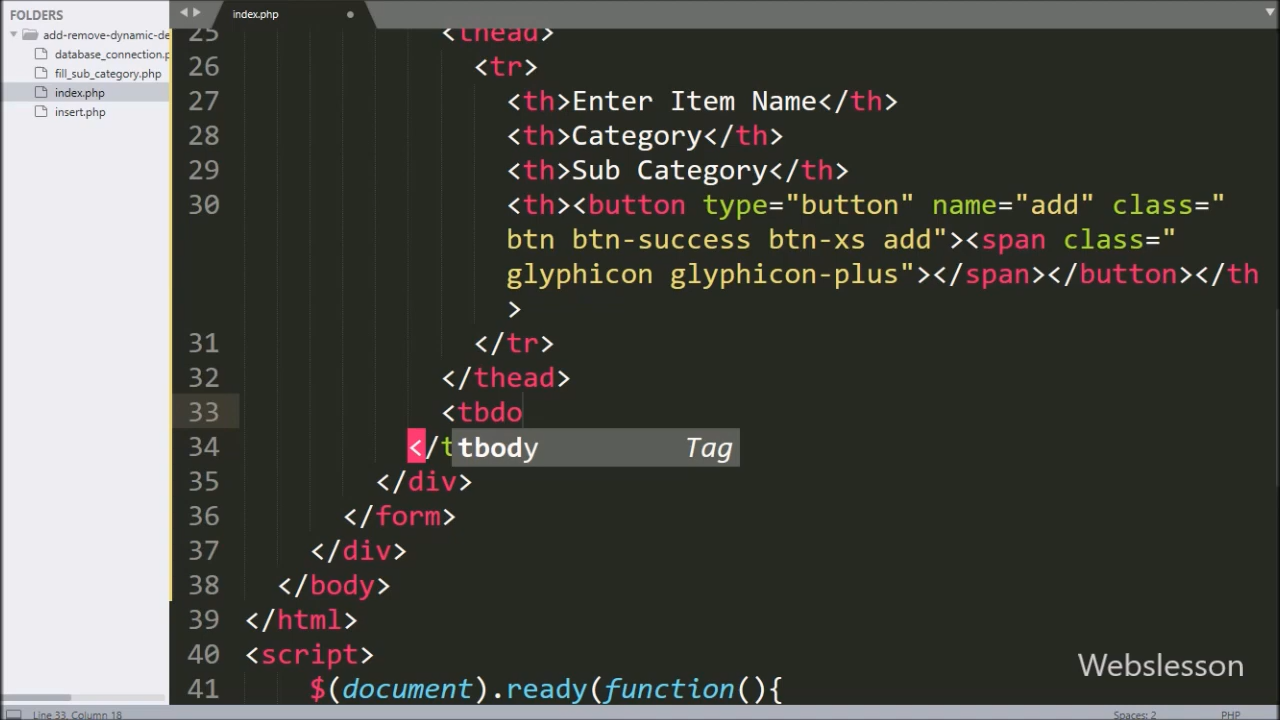 FOLDERS
index.php
add-remove-dynamic-de
database_connection.p
fill_sub_category.php
index.php
insert.php
25 <thead>
26 <tr>
27 <th>Enter Item Name</th>
28 <th>Category</th>
29 <th>Sub Category</th>
30 <th><button type="button" name="add" class="
btn btn-success btn-xs add"><span class="
glyphicon glyphicon-plus"></span></button></th
>
31 </tr>
32 </thead>
33 <tbdo
34 </t
tbody Tag
35 </div>
36 </form>
37 </div>
38 </body>
39 </html>
40 <script>
41 $(document).ready(function(){
Webslesson
Line 33, Column 18
Spaces: 2
PHP